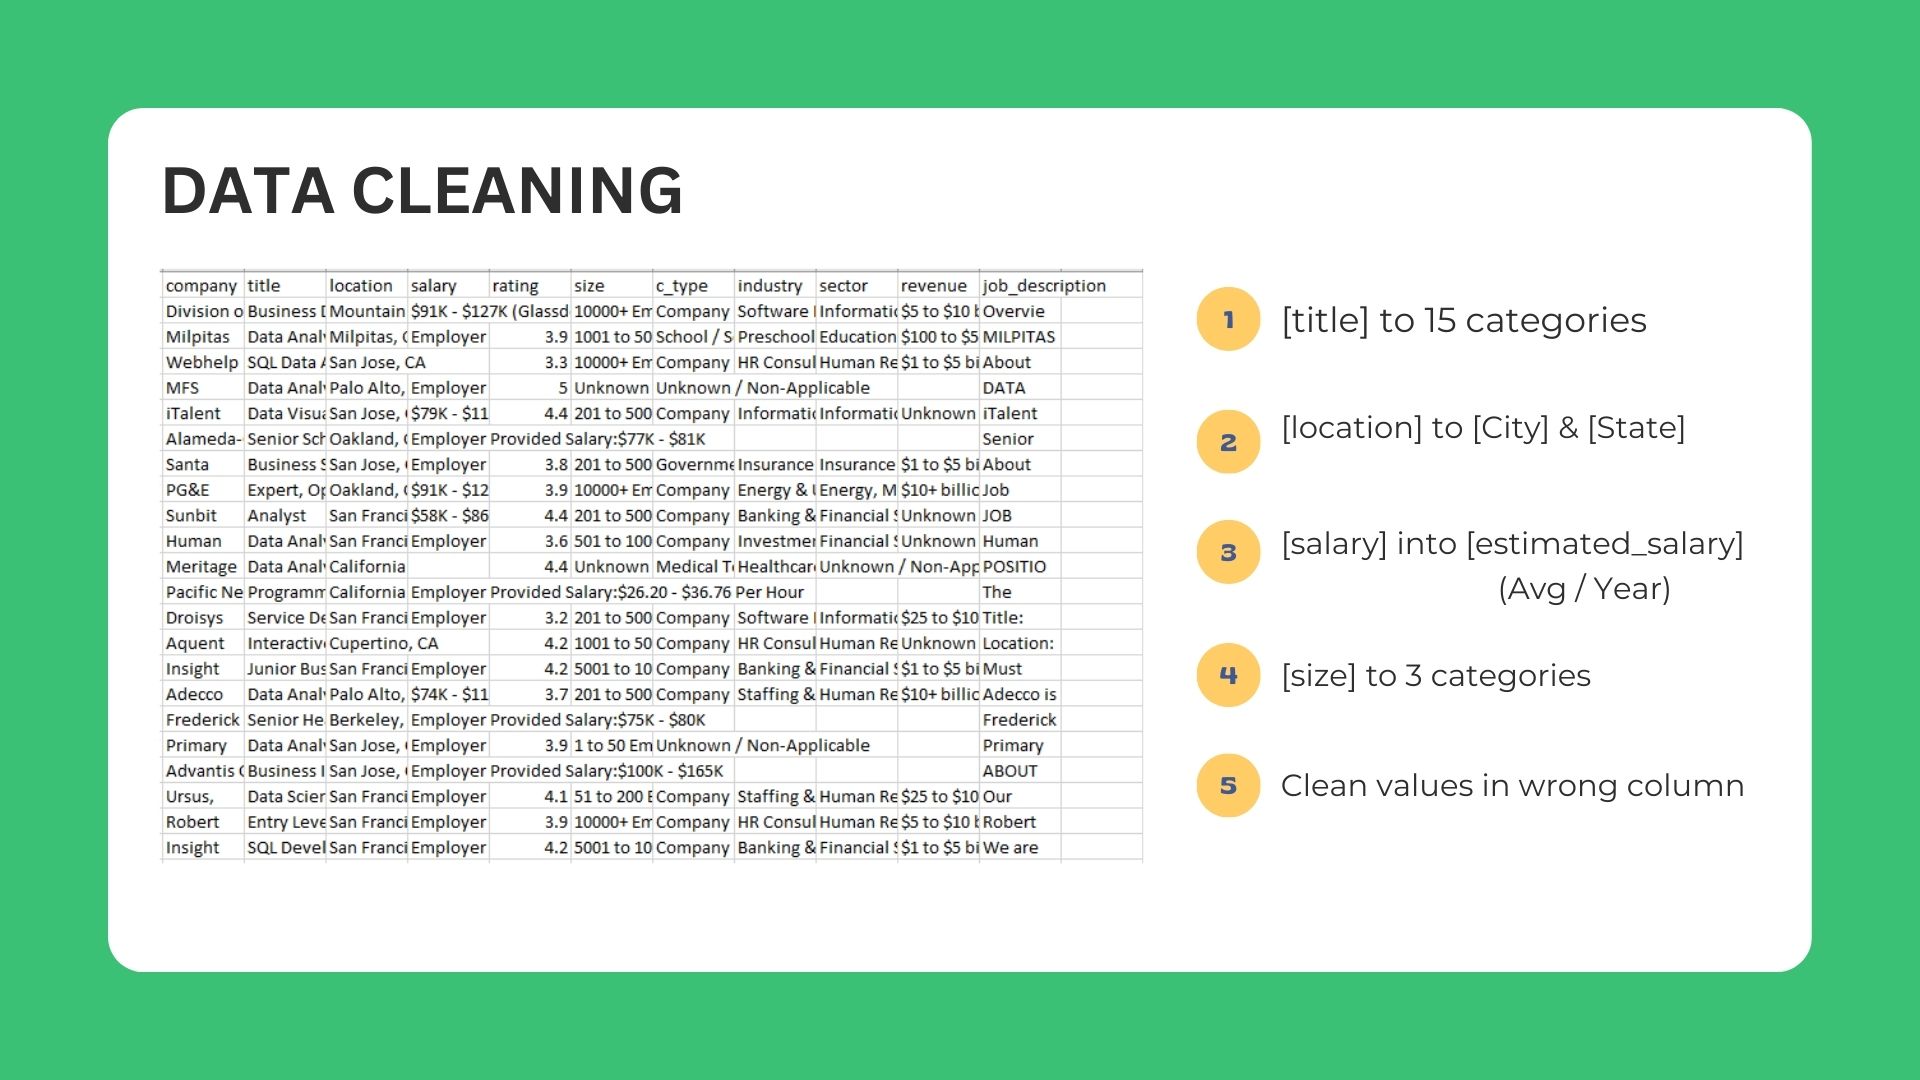 DATA CLEANING
company title location salary rating size c_type industry sector revenue job_description
Division o Business Mountain $91K - $127K (Glassd 10000+ Em Company Software Informati $5 to $10 b Overvie
Milpitas Data Anal Milpitas, Employer 3.9 1001 to 50 School / S Preschool Education $100 to $5 MILPITAS
Webhelp SQL Data San Jose, CA 3.3 10000+ Em Company HR Consul Human Re $1 to $5 bi About
MFS Data Anal Palo Alto, Employer 5 Unknown Unknown / Non-Applicable DATA
iTalent Data Visua San Jose, $79K - $11 4.4 201 to 500 Company Informati Informati Unknown iTalent
Alameda- Senior Sch Oakland, Employer Provided Salary:$77K - $81K Senior
Santa Business S San Jose, Employer 3.8 201 to 500 Governme Insurance Insurance $1 to $5 bi About
PG&E Expert, Op Oakland, $91K - $12 3.9 10000+ Em Company Energy & Energy, M $10+ billio Job
Sunbit Analyst San Franci $58K - $86 4.4 201 to 500 Company Banking & Financial Unknown JOB
Human Data Anal San Franci Employer 3.6 501 to 100 Company Investmen Financial Unknown Human
Meritage Data Anal California 4.4 Unknown Medical Te Healthcar Unknown / Non-App POSITIO
Pacific Ne Programm California Employer Provided Salary:$26.20 - $36.76 Per Hour The
Droisys Service De San Franci Employer 3.2 201 to 500 Company Software Informati $25 to $10 Title:
Aquent Interactiv Cupertino, CA 4.2 1001 to 50 Company HR Consul Human Re Unknown Location:
Insight Junior Bus San Franci Employer 4.2 5001 to 10 Company Banking & Financial $1 to $5 bi Must
Adecco Data Anal Palo Alto, $74K - $11 3.7 201 to 500 Company Staffing & Human Re $10+ billio Adecco is
Frederick Senior He Berkeley, Employer Provided Salary:$75K - $80K Frederick
Primary Data Anal San Jose, Employer 3.9 1 to 50 Em Unknown / Non-Applicable Primary
Advantis Business I San Jose, Employer Provided Salary:$100K - $165K ABOUT
Ursus, Data Scien San Franci Employer 4.1 51 to 200 E Company Staffing & Human Re $25 to $10 Our
Robert Entry Leve San Franci Employer 3.9 10000+ Em Company HR Consul Human Re $5 to $10 b Robert
Insight SQL Devel San Franci Employer 4.2 5001 to 10 Company Banking & Financial $1 to $5 bi We are
1 [title] to 15 categories
2 [location] to [City] & [State]
3 [salary] into [estimated_salary]
(Avg / Year)
4 [size] to 3 categories
5 Clean values in wrong column